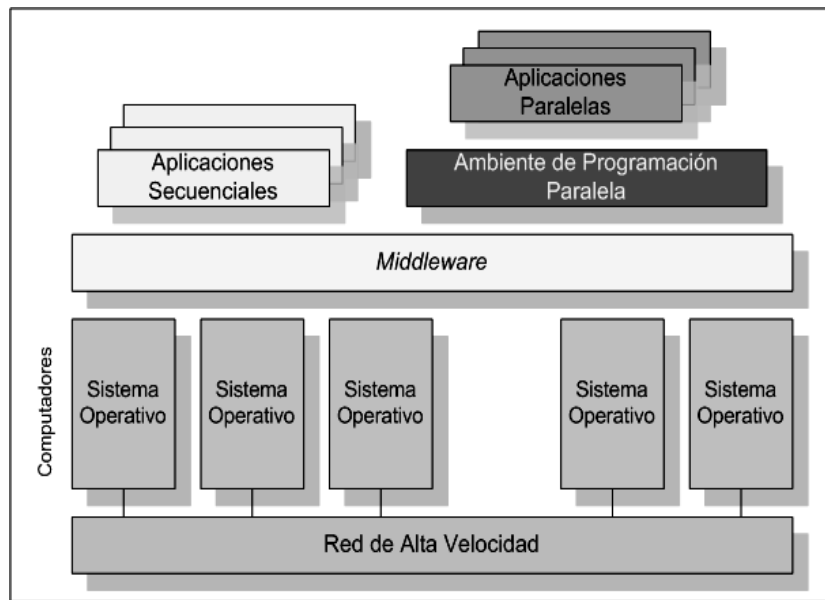 Aplicaciones
Paralelas
Aplicaciones
Secuenciales
Ambiente de Programación
Paralela
Middleware
Computadores
Sistema
Operativo
Sistema
Operativo
Sistema
Operativo
Sistema
Operativo
Sistema
Operativo
Red de Alta Velocidad